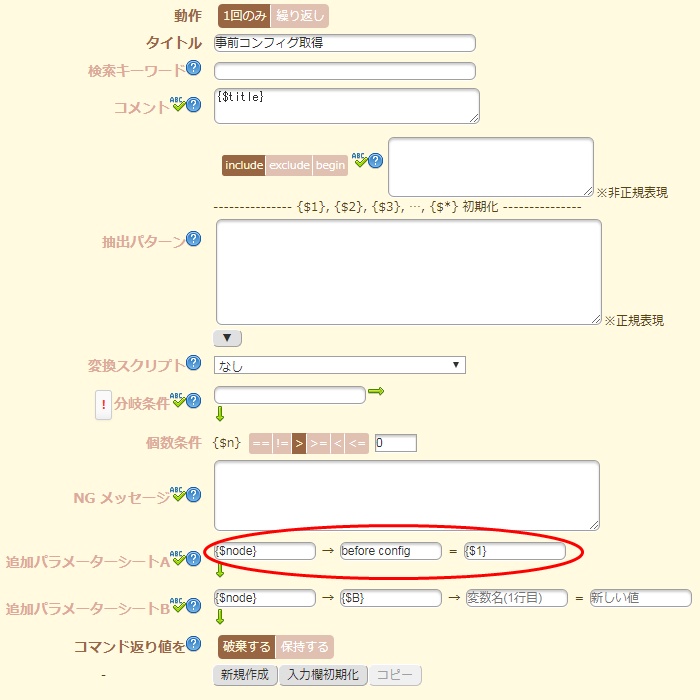 動作 1回のみ 繰り返し
タイトル 事前コンフィグ取得
検索キーワード ?
コメント ABC ? {$title}
include exclude begin ABC ? ※非正規表現
--------------- {$1}, {$2}, {$3}, …, {$*} 初期化 ---------------
抽出パターン ? ※正規表現
▼
変換スクリプト ? なし ▼
! 分岐条件 ABC ?
個数条件 {$n} == != > >= < <= 0
NG メッセージ ABC ?
追加パラメーターシートA ABC ? {$node} → before config = {$1}
追加パラメーターシートB ABC ? {$node} → {$B} → 変数名(1行目) = 新しい値
コマンド返り値を ? 破棄する 保持する
- 新規作成 入力欄初期化 コピー